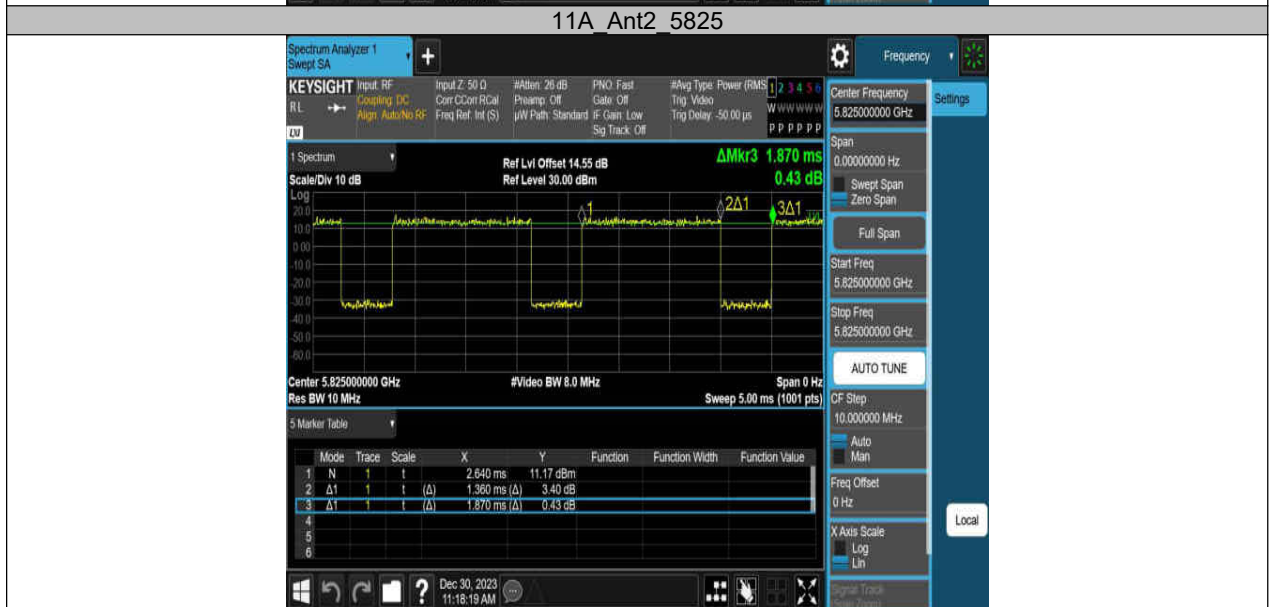 11A_Ant2_5825
Spectrum Analyzer 1
Swept SA
+
Frequency
KEYSIGHT
RL
LXI
Input: RF
Coupling: DC
Align: Auto/No RF
Input Z: 50 Ω
Corr CCorr RCal
Freq Ref: Int (S)
#Atten: 26 dB
Preamp: Off
µW Path: Standard
PNO: Fast
Gate: Off
IF Gain: Low
Sig Track: Off
#Avg Type: Power (RMS
Trig: Video
Trig Delay: -50.00 µs
1 2 3 4 5 6
W W W W W W
P P P P P P
Center Frequency
5.825000000 GHz
Settings
Span
0.00000000 Hz
Swept Span
Zero Span
Full Span
Start Freq
5.825000000 GHz
Stop Freq
5.825000000 GHz
AUTO TUNE
CF Step
10.000000 MHz
Auto
Man
Freq Offset
0 Hz
X Axis Scale
Log
Lin
Signal Track
Local
1 Spectrum
Scale/Div 10 dB
Log
Ref Lvl Offset 14.55 dB
Ref Level 30.00 dBm
ΔMkr3 1.870 ms
0.43 dB
20.0
10.0
0.00
-10.0
-20.0
-30.0
-40.0
-50.0
-60.0
1
2Δ1
3Δ1
Center 5.825000000 GHz
#Video BW 8.0 MHz
Span 0 Hz
Res BW 10 MHz
Sweep 5.00 ms (1001 pts)
5 Marker Table
Mode Trace Scale X Y Function Function Width Function Value
1 N 1 t 2.640 ms 11.17 dBm
2 Δ1 1 t (Δ) 1.360 ms (Δ) 3.40 dB
3 Δ1 1 t (Δ) 1.870 ms (Δ) 0.43 dB
4
5
6
?
Dec 30, 2023
11:18:19 AM